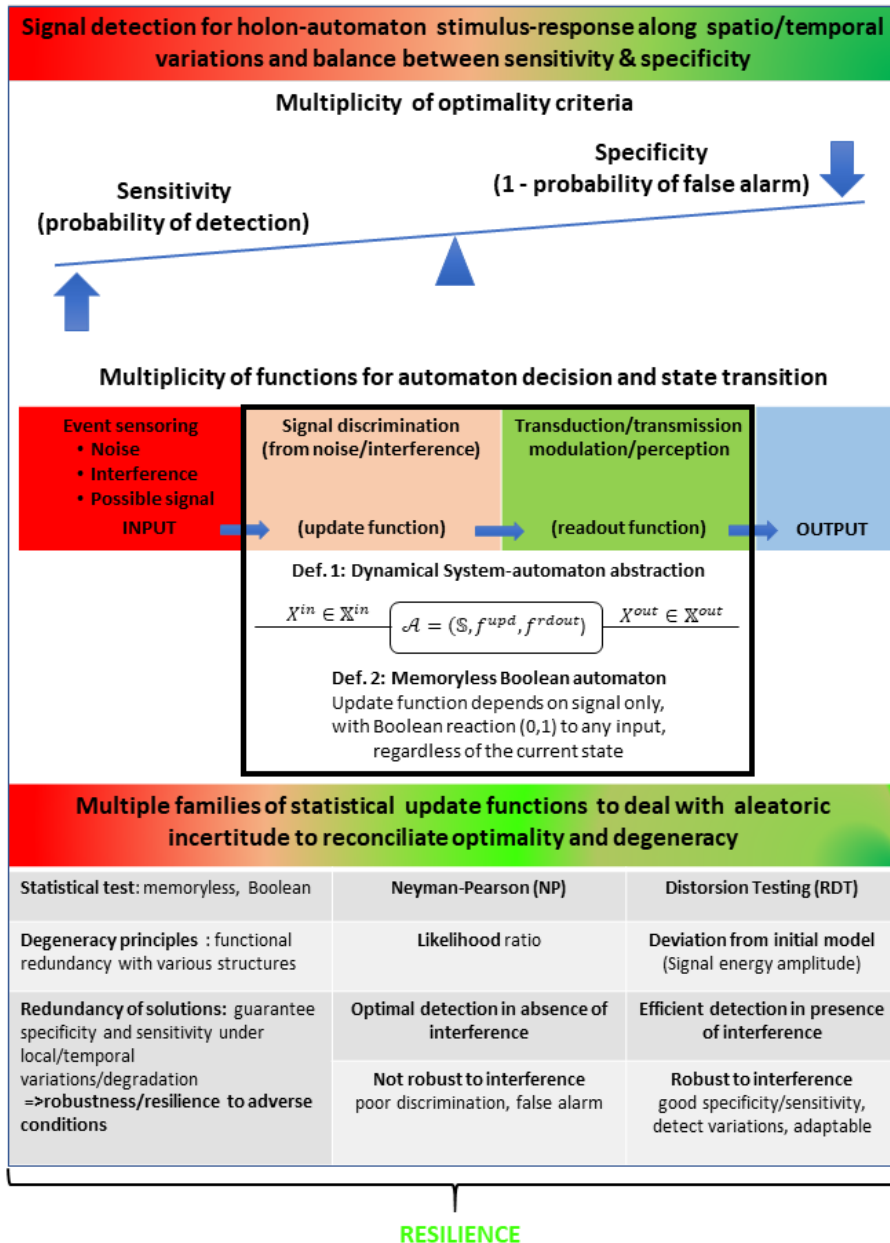 Signal detection for holon-automaton stimulus-response along spatio/temporal
variations and balance between sensitivity & specificity
Multiplicity of optimality criteria
Specificity
(1 - probability of false alarm)
Sensitivity
(probability of detection)
Multiplicity of functions for automaton decision and state transition
Event sensoring
• Noise
• Interference
• Possible signal
INPUT
Signal discrimination
(from noise/interference)
(update function)
Transduction/transmission
modulation/perception
(readout function)
OUTPUT
Def. 1: Dynamical System-automaton abstraction
X^{in} ∈ 𝕏^{in}
𝒜 = (𝕊, f^{upd}, f^{rdout})
X^{out} ∈ 𝕏^{out}
Def. 2: Memoryless Boolean automaton
Update function depends on signal only,
with Boolean reaction (0,1) to any input,
regardless of the current state
Multiple families of statistical update functions to deal with aleatoric
incertitude to reconciliate optimality and degeneracy
Statistical test: memoryless, Boolean
Neyman-Pearson (NP)
Distorsion Testing (RDT)
Degeneracy principles : functional
redundancy with various structures
Likelihood ratio
Deviation from initial model
(Signal energy amplitude)
Redundancy of solutions: guarantee
specificity and sensitivity under
local/temporal
variations/degradation
=>robustness/resilience to adverse
conditions
Optimal detection in absence of
interference
Efficient detection in presence
of interference
Not robust to interference
poor discrimination, false alarm
Robust to interference
good specificity/sensitivity,
detect variations, adaptable
RESILIENCE